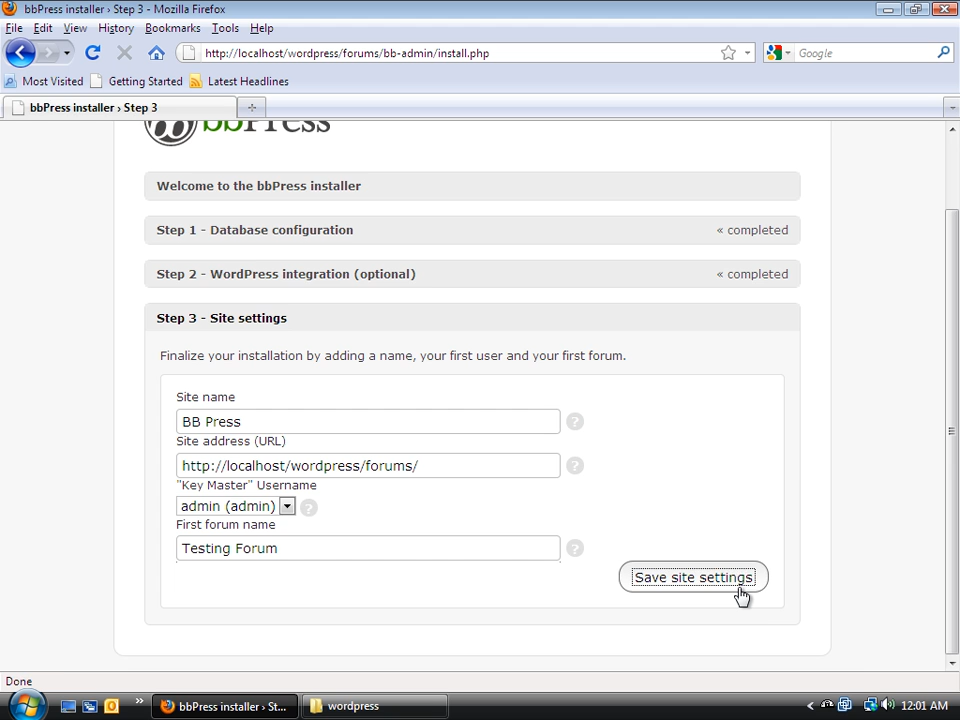 bbPress installer › Step 3 - Mozilla Firefox
File Edit View History Bookmarks Tools Help
http://localhost/wordpress/forums/bb-admin/install.php
Google
Most Visited Getting Started Latest Headlines
bbPress installer › Step 3
bbPress
Welcome to the bbPress installer
Step 1 - Database configuration « completed
Step 2 - WordPress integration (optional) « completed
Step 3 - Site settings
Finalize your installation by adding a name, your first user and your first forum.
Site name
BB Press
?
Site address (URL)
http://localhost/wordpress/forums/
?
"Key Master" Username
admin (admin)
?
First forum name
Testing Forum
?
Save site settings
Done
bbPress installer › St...
wordpress
12:01 AM